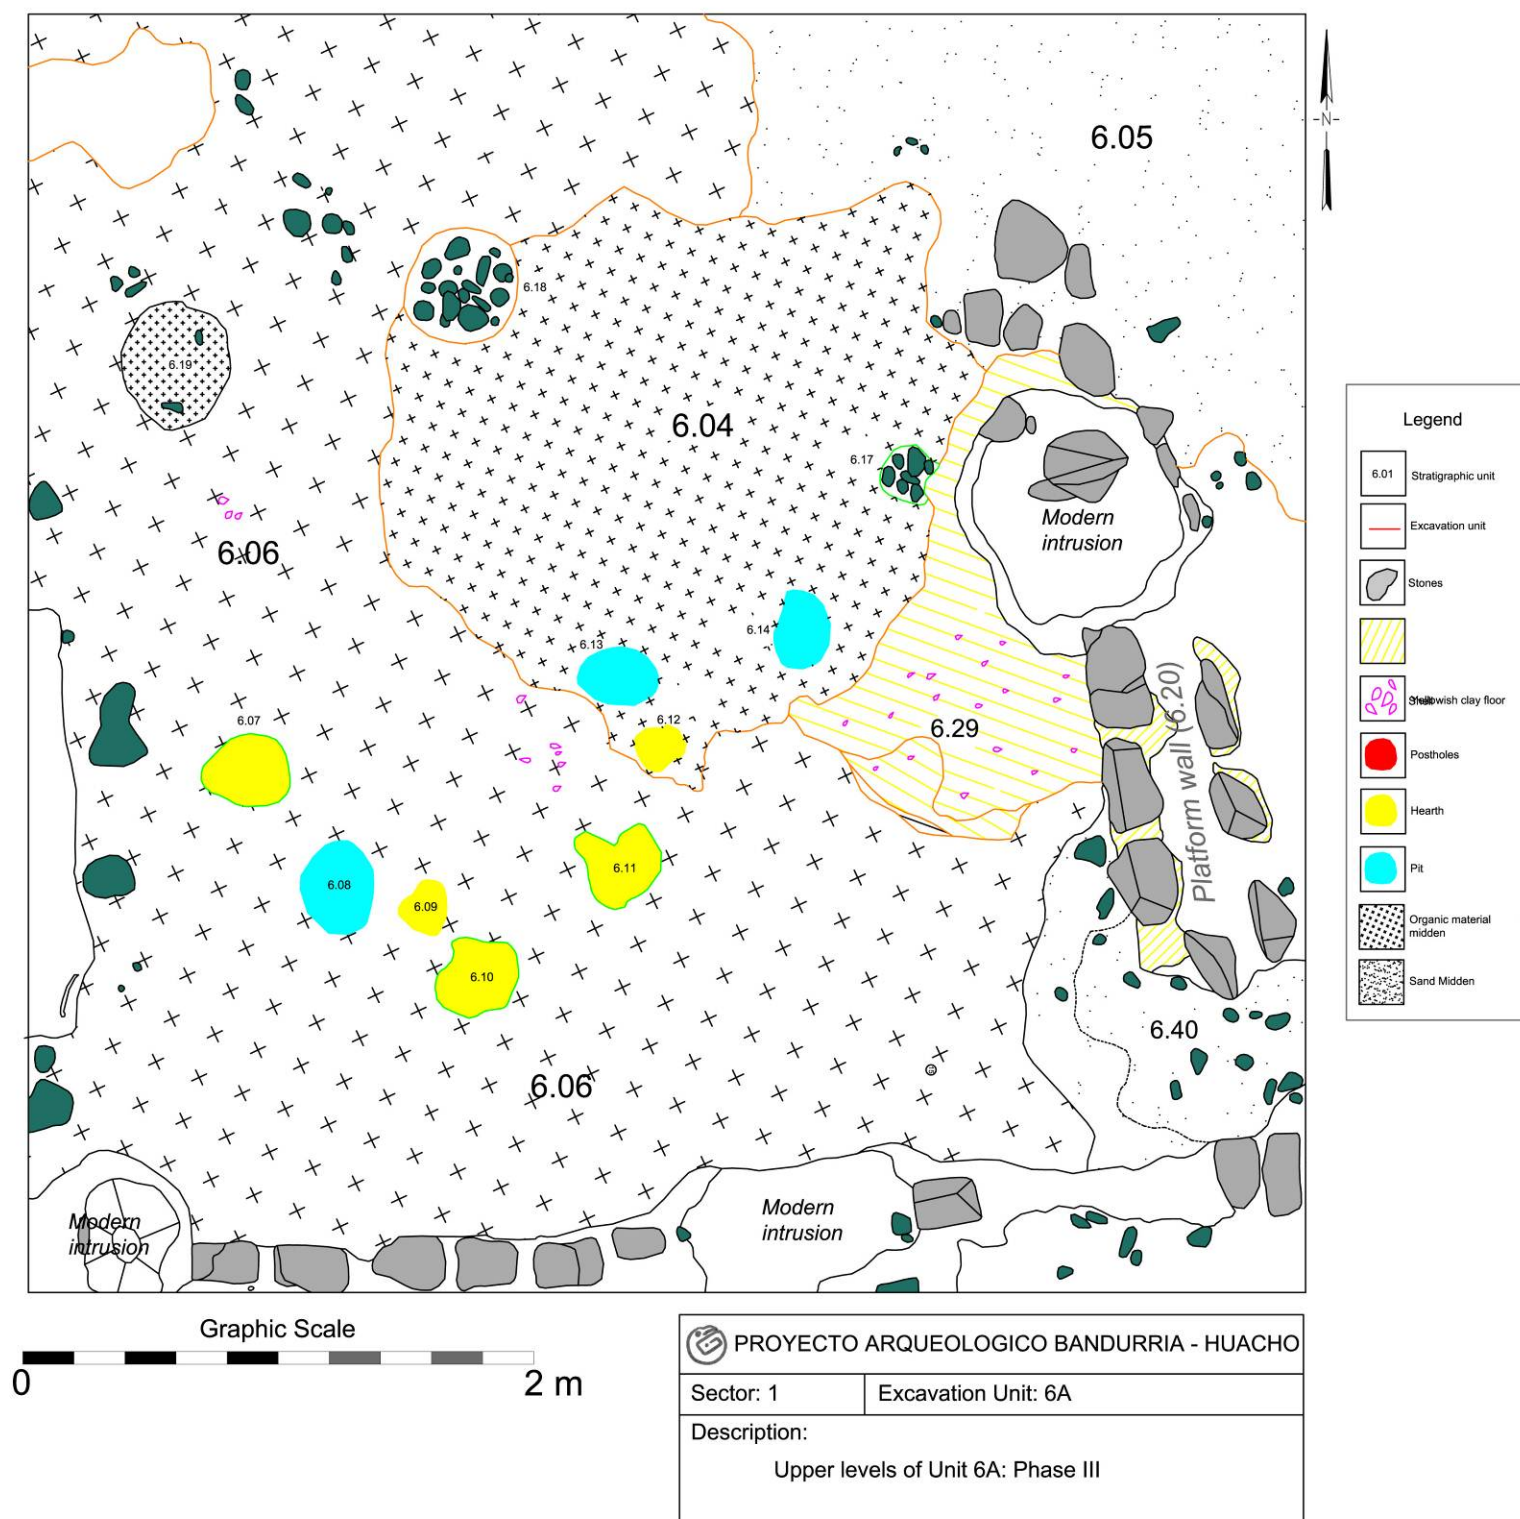 6.05
N
6.18
6.19
6.04
6.17
Modern
intrusion
6.06
6.14
6.13
6.12
6.07
6.29
Platform wall (6.20)
6.11
6.08
6.09
6.10
6.40
6.06
Modern
intrusion
Modern
intrusion
Legend
6.01 Stratigraphic unit
Excavation unit
Stones
Yellowish clay floor
Postholes
Hearth
Pit
Organic material
midden
Sand Midden
Graphic Scale
0 2 m
PROYECTO ARQUEOLOGICO BANDURRIA - HUACHO
Sector: 1 Excavation Unit: 6A
Description:
Upper levels of Unit 6A: Phase III